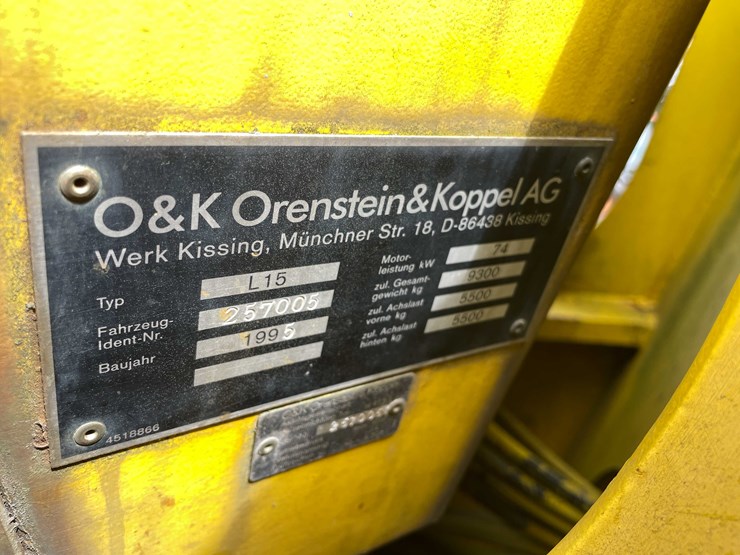 O&K Orenstein&Koppel AG
Werk Kissing, Münchner Str. 18, D-86438 Kissing
Typ L15
Fahrzeug-
Ident-Nr. 257005
Baujahr 1995
Motor-
leistung kW 74
zul. Gesamt-
gewicht kg 9300
zul. Achslast
vorne kg 5500
zul. Achslast
hinten kg 5500
4518866